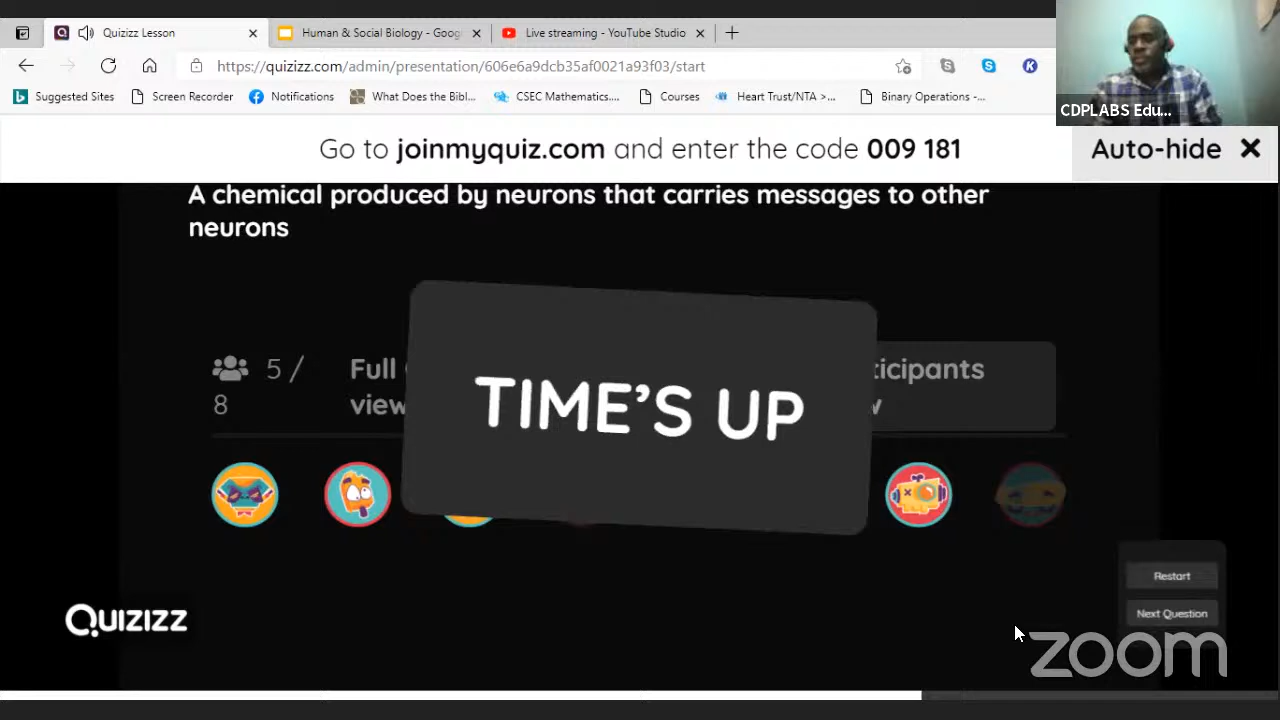 Quizizz Lesson
Human & Social Biology - Goog
Live streaming - YouTube Studio
https://quizizz.com/admin/presentation/606e6a9dcb35af0021a93f03/start
Suggested Sites
Screen Recorder
Notifications
What Does the Bibl...
CSEC Mathematics....
Courses
Heart Trust/NTA >...
Binary Operations -...
CDPLABS Edu...
Go to joinmyquiz.com and enter the code 009 181
Auto-hide
A chemical produced by neurons that carries messages to other
neurons
5 /
8
Full
view
ticipants
TIME'S UP
Restart
Next Question
Quizizz
zoom